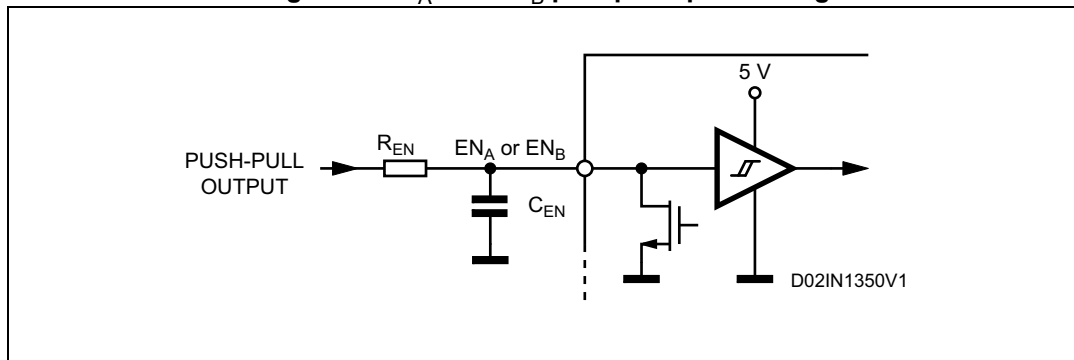 5 V
R_EN
EN_A or EN_B
PUSH-PULL
OUTPUT
C_EN
D02IN1350V1